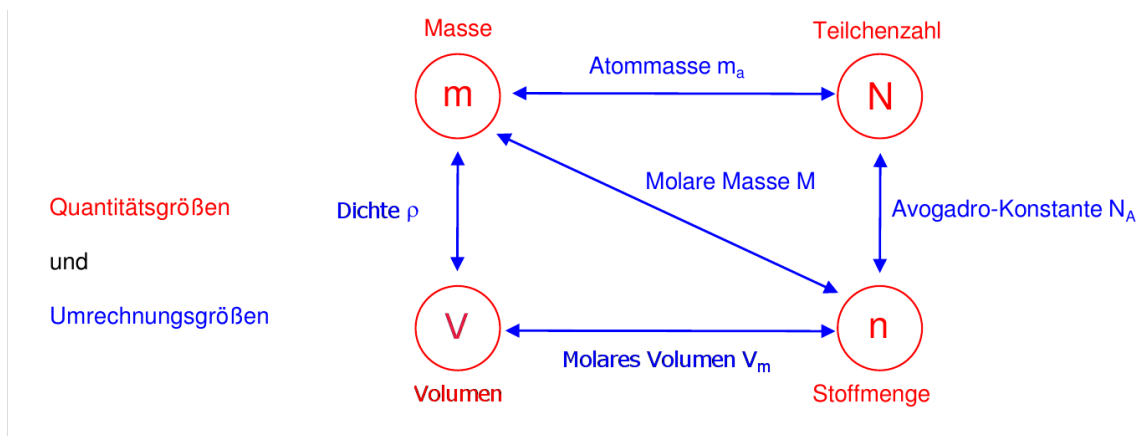 Masse
Teilchenzahl
Atommasse mₐ
m
N
Molare Masse M
Quantitätsgrößen
Dichte ρ
Avogadro-Konstante N_A
und
Umrechnungsgrößen
V
n
Molares Volumen Vₘ
Volumen
Stoffmenge